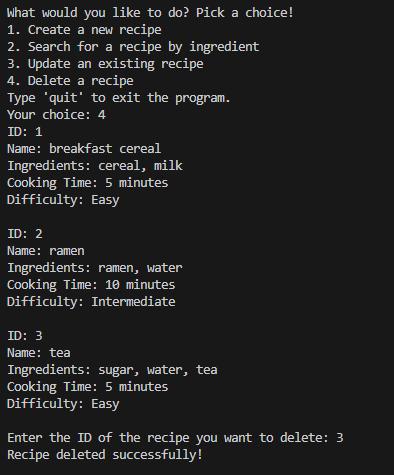 What would you like to do? Pick a choice!
1. Create a new recipe
2. Search for a recipe by ingredient
3. Update an existing recipe
4. Delete a recipe
Type 'quit' to exit the program.
Your choice: 4
ID: 1
Name: breakfast cereal
Ingredients: cereal, milk
Cooking Time: 5 minutes
Difficulty: Easy

ID: 2
Name: ramen
Ingredients: ramen, water
Cooking Time: 10 minutes
Difficulty: Intermediate

ID: 3
Name: tea
Ingredients: sugar, water, tea
Cooking Time: 5 minutes
Difficulty: Easy

Enter the ID of the recipe you want to delete: 3
Recipe deleted successfully!